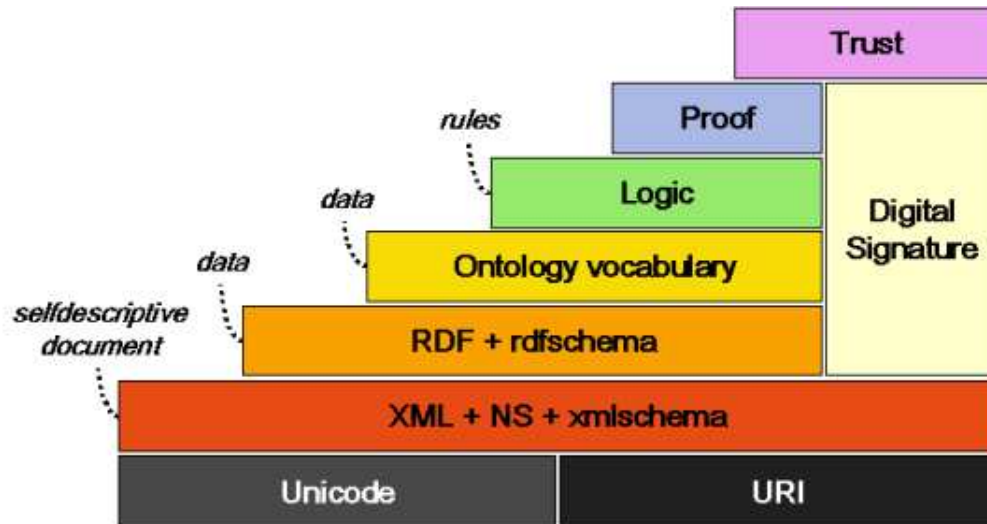 Trust
Proof
rules
Logic
Digital
Signature
data
Ontology vocabulary
data
RDF + rdfschema
selfdescriptive
document
XML + NS + xmlschema
Unicode
URI